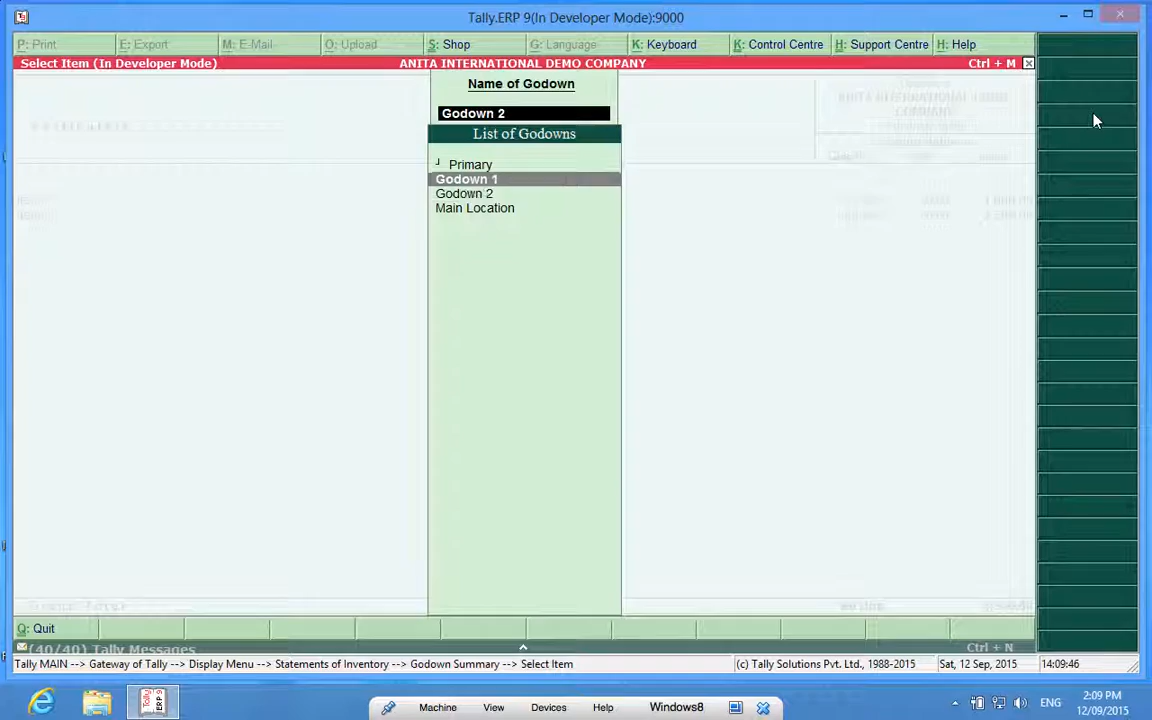 Tally.ERP 9(In Developer Mode):9000
P: Print E: Export M: E-Mail O: Upload S: Shop G: Language K: Keyboard K: Control Centre H: Support Centre H: Help
Select Item (In Developer Mode) ANITA INTERNATIONAL DEMO COMPANY Ctrl + M
Name of Godown
Godown 2
List of Godowns
Primary
Godown 1
Godown 2
Main Location
Q: Quit
(40/40) Tally Messages Ctrl + N
Tally MAIN --> Gateway of Tally --> Display Menu --> Statements of Inventory --> Godown Summary --> Select Item (c) Tally Solutions Pvt. Ltd., 1988-2015 Sat, 12 Sep, 2015 14:09:46
Machine View Devices Help Windows8
ENG 2:09 PM
12/09/2015